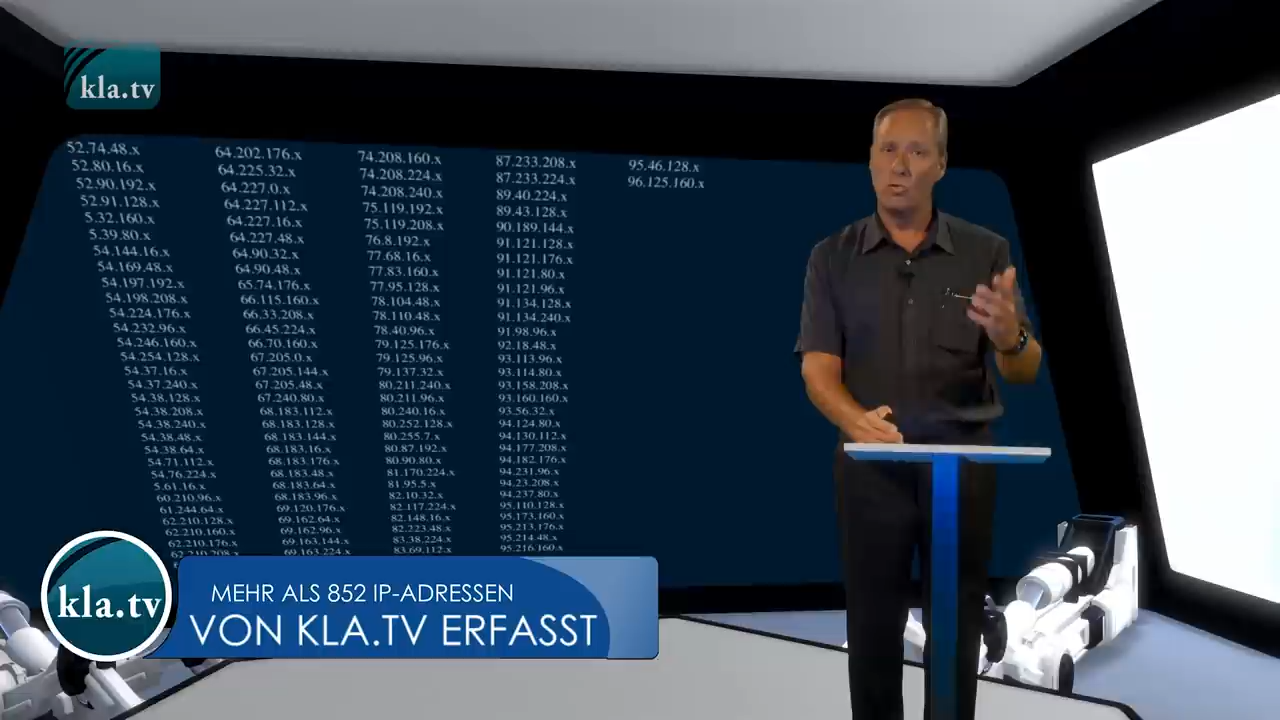 kla.tv
52.74.48.x
52.80.16.x
52.90.192.x
52.91.128.x
5.32.160.x
5.39.80.x
54.144.16.x
54.169.48.x
54.197.192.x
54.198.208.x
54.224.176.x
54.232.96.x
54.246.160.x
54.254.128.x
54.37.16.x
54.37.240.x
54.38.128.x
54.38.208.x
54.38.240.x
54.38.48.x
54.38.64.x
54.71.112.x
54.76.224.x
5.61.16.x
60.210.96.x
61.244.64.x
62.210.128.x
62.210.160.x
62.210.176.x
62.210.208.x
64.202.176.x
64.225.32.x
64.227.0.x
64.227.112.x
64.227.16.x
64.227.48.x
64.90.32.x
64.90.48.x
65.74.176.x
66.115.160.x
66.33.208.x
66.45.224.x
66.70.160.x
67.205.0.x
67.205.144.x
67.205.48.x
67.240.80.x
68.183.112.x
68.183.128.x
68.183.144.x
68.183.16.x
68.183.176.x
68.183.48.x
68.183.64.x
68.183.96.x
69.120.176.x
69.162.64.x
69.162.96.x
69.163.144.x
69.163.224.x
74.208.160.x
74.208.224.x
74.208.240.x
75.119.192.x
75.119.208.x
76.8.192.x
77.68.16.x
77.83.160.x
77.95.128.x
78.104.48.x
78.110.48.x
78.40.96.x
79.125.176.x
79.125.96.x
79.137.32.x
80.211.240.x
80.211.96.x
80.240.16.x
80.252.128.x
80.255.7.x
80.87.192.x
80.90.80.x
81.170.224.x
81.95.5.x
82.10.32.x
82.117.224.x
82.148.16.x
82.223.48.x
83.38.224.x
83.69.112.x
87.233.208.x
87.233.224.x
89.40.224.x
89.43.128.x
90.189.144.x
91.121.128.x
91.121.176.x
91.121.80.x
91.121.96.x
91.134.128.x
91.134.240.x
91.98.96.x
92.18.48.x
93.113.96.x
93.114.80.x
93.158.208.x
93.160.160.x
93.56.32.x
94.124.80.x
94.130.112.x
94.177.208.x
94.182.176.x
94.231.96.x
94.23.208.x
94.237.80.x
95.110.128.x
95.173.160.x
95.213.176.x
95.214.48.x
95.216.160.x
95.46.128.x
96.125.160.x
kla.tv
MEHR ALS 852 IP-ADRESSEN
VON KLA.TV ERFASST